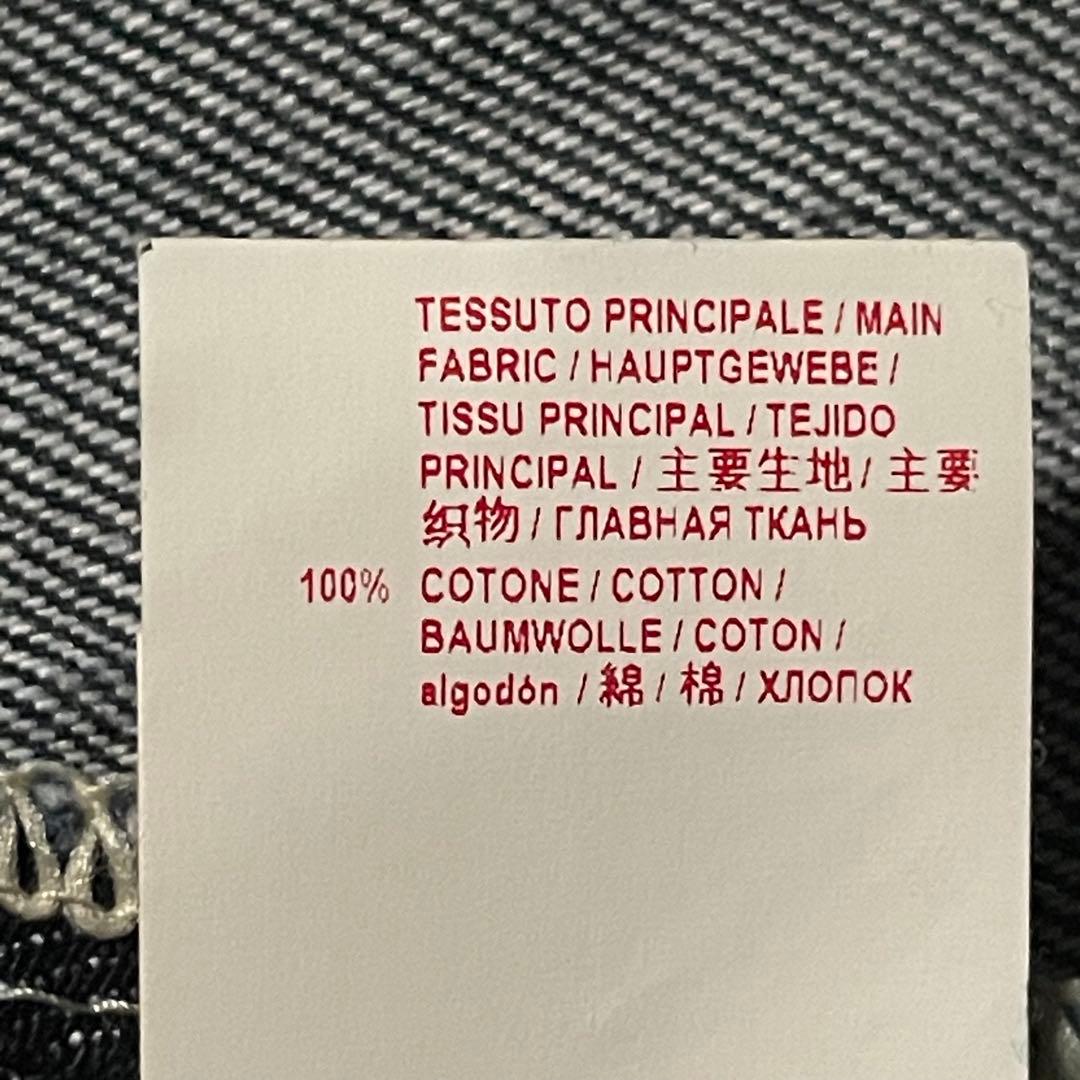 TESSUTO PRINCIPALE / MAIN
FABRIC / HAUPTGEWEBE /
TISSU PRINCIPAL / TEJIDO
PRINCIPAL / 主要生地 / 主要
织物 / ГЛАВНАЯ ТКАНЬ
100% COTONE / COTTON /
BAUMWOLLE / COTON /
algodón / 綿 / 棉 / ХЛОПОК